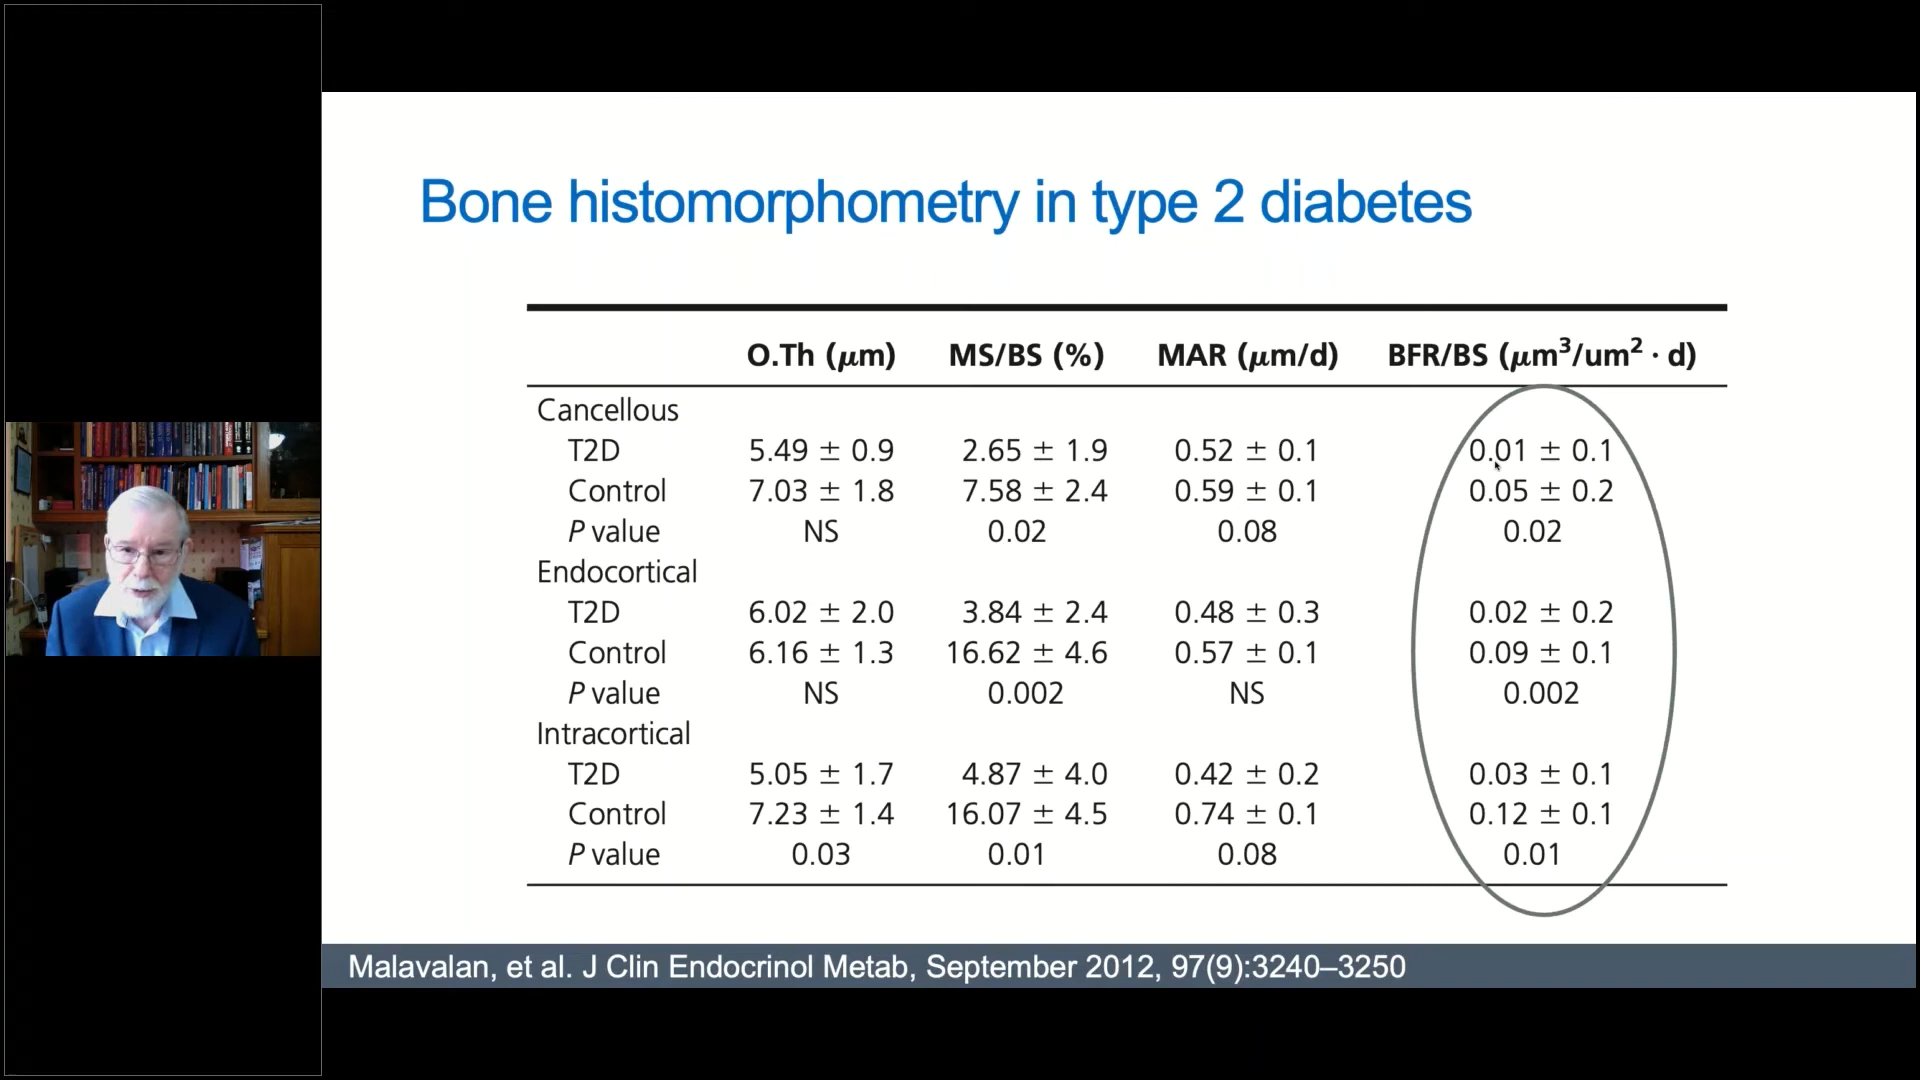 Bone histomorphometry in type 2 diabetes
O.Th (μm) MS/BS (%) MAR (μm/d) BFR/BS (μm³/um² · d)
Cancellous
T2D 5.49 ± 0.9 2.65 ± 1.9 0.52 ± 0.1 0.01 ± 0.1
Control 7.03 ± 1.8 7.58 ± 2.4 0.59 ± 0.1 0.05 ± 0.2
P value NS 0.02 0.08 0.02
Endocortical
T2D 6.02 ± 2.0 3.84 ± 2.4 0.48 ± 0.3 0.02 ± 0.2
Control 6.16 ± 1.3 16.62 ± 4.6 0.57 ± 0.1 0.09 ± 0.1
P value NS 0.002 NS 0.002
Intracortical
T2D 5.05 ± 1.7 4.87 ± 4.0 0.42 ± 0.2 0.03 ± 0.1
Control 7.23 ± 1.4 16.07 ± 4.5 0.74 ± 0.1 0.12 ± 0.1
P value 0.03 0.01 0.08 0.01
Malavalan, et al. J Clin Endocrinol Metab, September 2012, 97(9):3240–3250